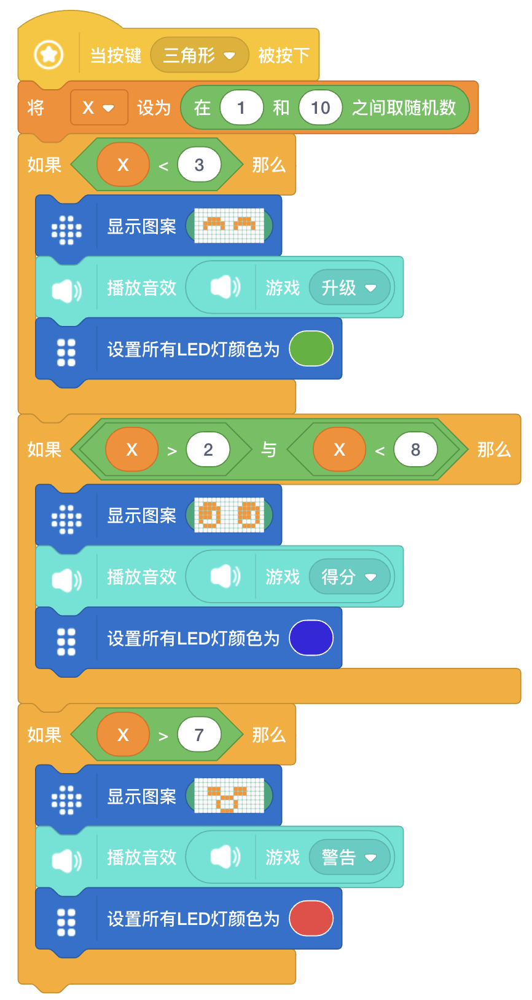 当按键 三角形 被按下
将 X 设为 在 1 和 10 之间取随机数
如果 X < 3 那么
显示图案
播放音效 游戏 升级
设置所有LED灯颜色为
如果 X > 2 与 X < 8 那么
显示图案
播放音效 游戏 得分
设置所有LED灯颜色为
如果 X > 7 那么
显示图案
播放音效 游戏 警告
设置所有LED灯颜色为